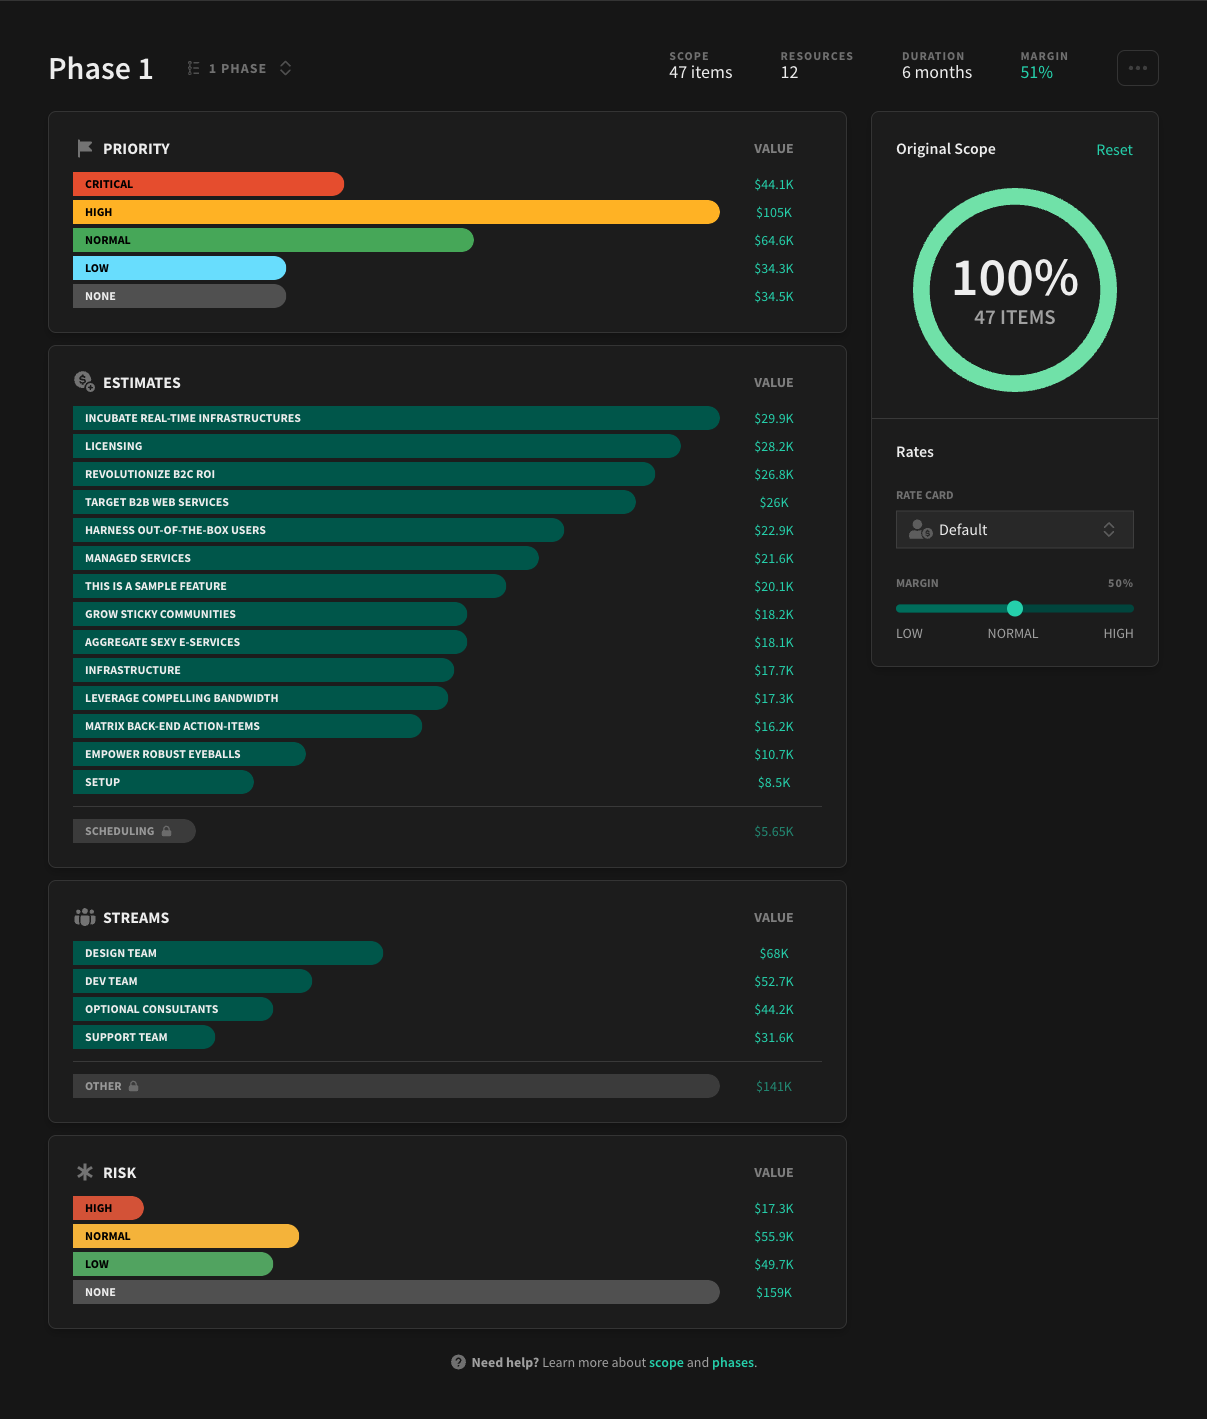 Phase 1
1 PHASE
SCOPE
47 items
RESOURCES
12
DURATION
6 months
MARGIN
51%
PRIORITY VALUE
CRITICAL $44.1K
HIGH $105K
NORMAL $64.6K
LOW $34.3K
NONE $34.5K
ESTIMATES VALUE
INCUBATE REAL-TIME INFRASTRUCTURES $29.9K
LICENSING $28.2K
REVOLUTIONIZE B2C ROI $26.8K
TARGET B2B WEB SERVICES $26K
HARNESS OUT-OF-THE-BOX USERS $22.9K
MANAGED SERVICES $21.6K
THIS IS A SAMPLE FEATURE $20.1K
GROW STICKY COMMUNITIES $18.2K
AGGREGATE SEXY E-SERVICES $18.1K
INFRASTRUCTURE $17.7K
LEVERAGE COMPELLING BANDWIDTH $17.3K
MATRIX BACK-END ACTION-ITEMS $16.2K
EMPOWER ROBUST EYEBALLS $10.7K
SETUP $8.5K
SCHEDULING $5.65K
STREAMS VALUE
DESIGN TEAM $68K
DEV TEAM $52.7K
OPTIONAL CONSULTANTS $44.2K
SUPPORT TEAM $31.6K
OTHER $141K
RISK VALUE
HIGH $17.3K
NORMAL $55.9K
LOW $49.7K
NONE $159K
Original Scope Reset
100%
47 ITEMS
Rates
RATE CARD
Default
MARGIN 50%
LOW NORMAL HIGH
Need help? Learn more about scope and phases.